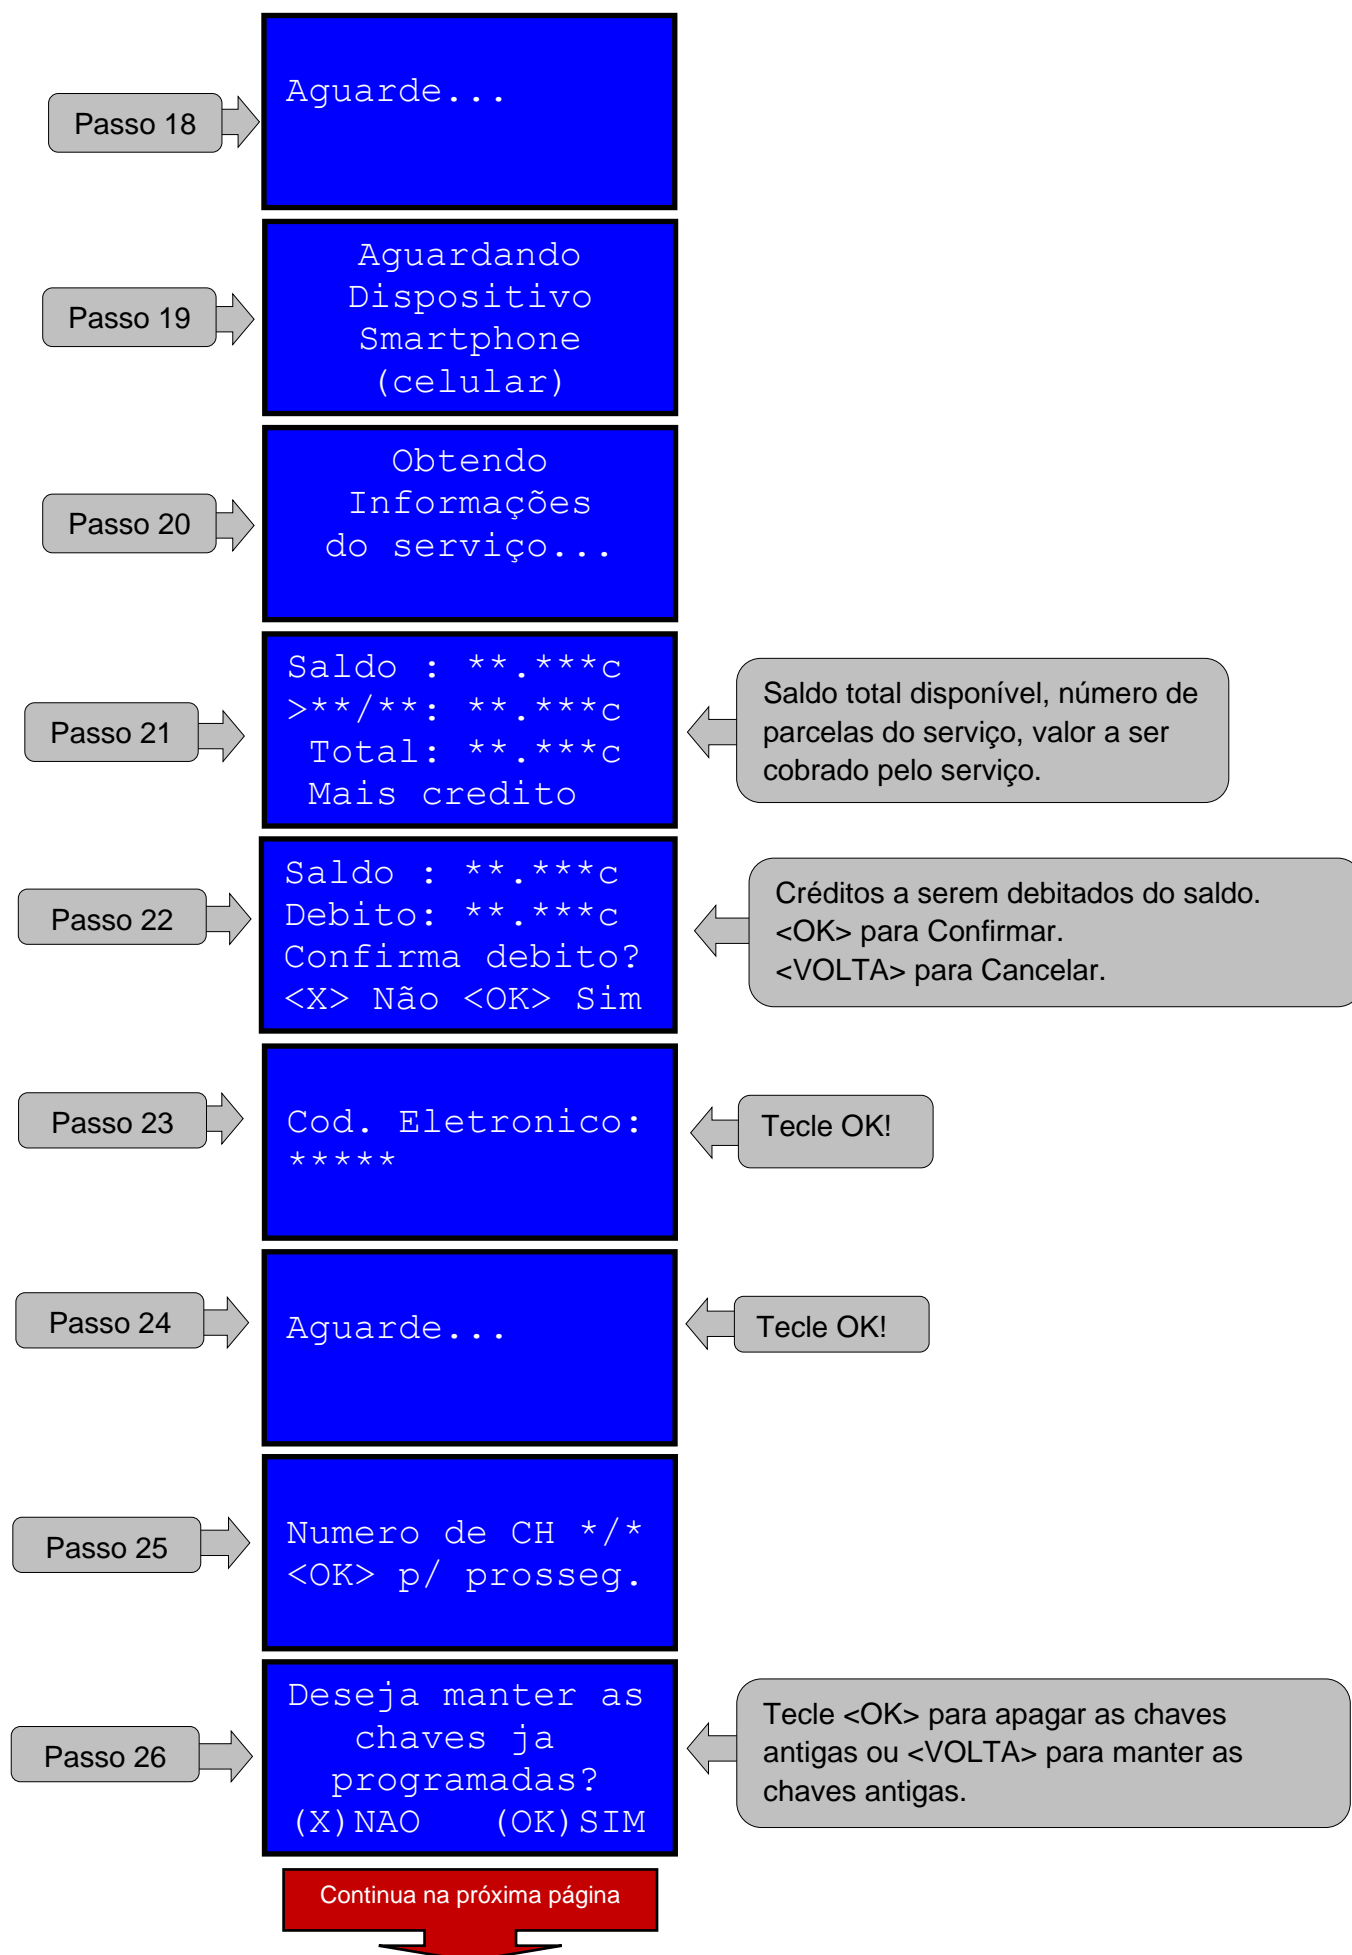 Passo 18
Aguarde...
Passo 19
Aguardando
Dispositivo
Smartphone
(celular)
Passo 20
Obtendo
Informações
do serviço...
Passo 21
Saldo : **.***c
>**/**: **.***c
Total: **.***c
Mais credito
Saldo total disponível, número de
parcelas do serviço, valor a ser
cobrado pelo serviço.
Passo 22
Saldo : **.***c
Debito: **.***c
Confirma debito?
<X> Não <OK> Sim
Créditos a serem debitados do saldo.
<OK> para Confirmar.
<VOLTA> para Cancelar.
Passo 23
Cod. Eletronico:
*****
Tecle OK!
Passo 24
Aguarde...
Tecle OK!
Passo 25
Numero de CH */*
<OK> p/ prosseg.
Passo 26
Deseja manter as
chaves ja
programadas?
(X)NAO (OK)SIM
Tecle <OK> para apagar as chaves
antigas ou <VOLTA> para manter as
chaves antigas.
Continua na próxima página